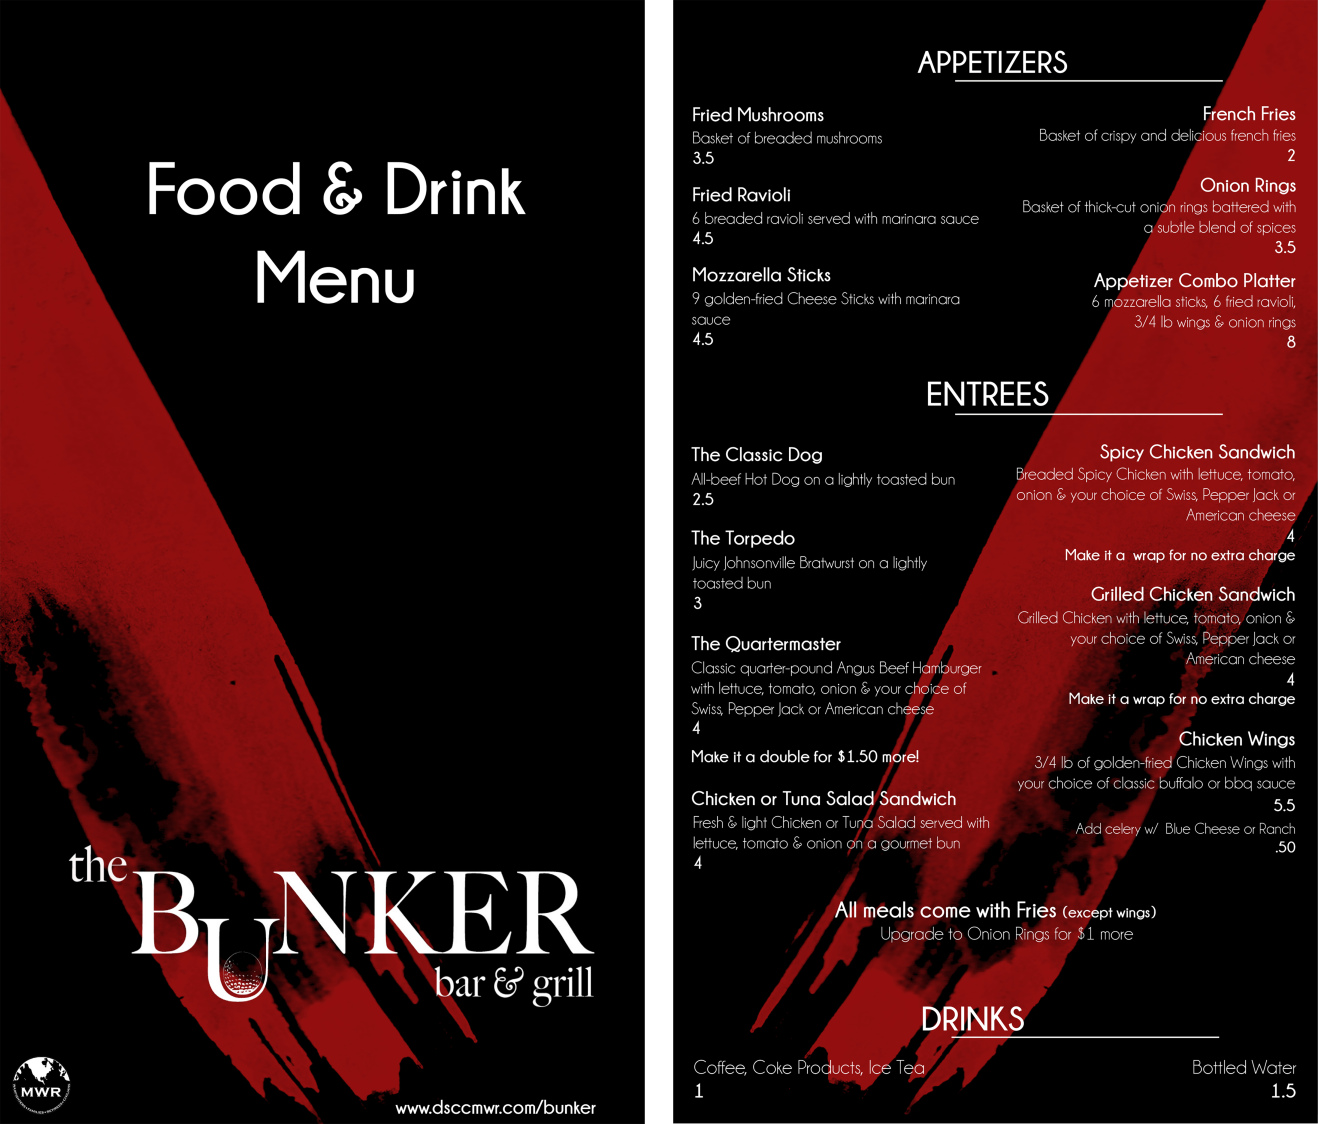 Food & Drink
Menu
the
BUNKER
bar & grill
MWR
www.dsccmwr.com/bunker
APPETIZERS
Fried Mushrooms
Basket of breaded mushrooms
3.5
Fried Ravioli
6 breaded ravioli served with marinara sauce
4.5
Mozzarella Sticks
9 golden-fried Cheese Sticks with marinara
sauce
4.5
French Fries
Basket of crispy and delicious french fries
2
Onion Rings
Basket of thick-cut onion rings battered with
a subtle blend of spices
3.5
Appetizer Combo Platter
6 mozzarella sticks, 6 fried ravioli,
3/4 lb wings & onion rings
8
ENTREES
The Classic Dog
All-beef Hot Dog on a lightly toasted bun
2.5
The Torpedo
Juicy Johnsonville Bratwurst on a lightly
toasted bun
3
The Quartermaster
Classic quarter-pound Angus Beef Hamburger
with lettuce, tomato, onion & your choice of
Swiss, Pepper Jack or American cheese
4
Make it a double for $1.50 more!
Chicken or Tuna Salad Sandwich
Fresh & light Chicken or Tuna Salad served with
lettuce, tomato & onion on a gourmet bun
4
Spicy Chicken Sandwich
Breaded Spicy Chicken with lettuce, tomato,
onion & your choice of Swiss, Pepper Jack or
American cheese
4
Make it a wrap for no extra charge
Grilled Chicken Sandwich
Grilled Chicken with lettuce, tomato, onion &
your choice of Swiss, Pepper Jack or
American cheese
4
Make it a wrap for no extra charge
Chicken Wings
3/4 lb of golden-fried Chicken Wings with
your choice of classic buffalo or bbq sauce
5.5
Add celery w/ Blue Cheese or Ranch
.50
All meals come with Fries (except wings)
Upgrade to Onion Rings for $1 more
DRINKS
Coffee, Coke Products, Ice Tea
1
Bottled Water
1.5